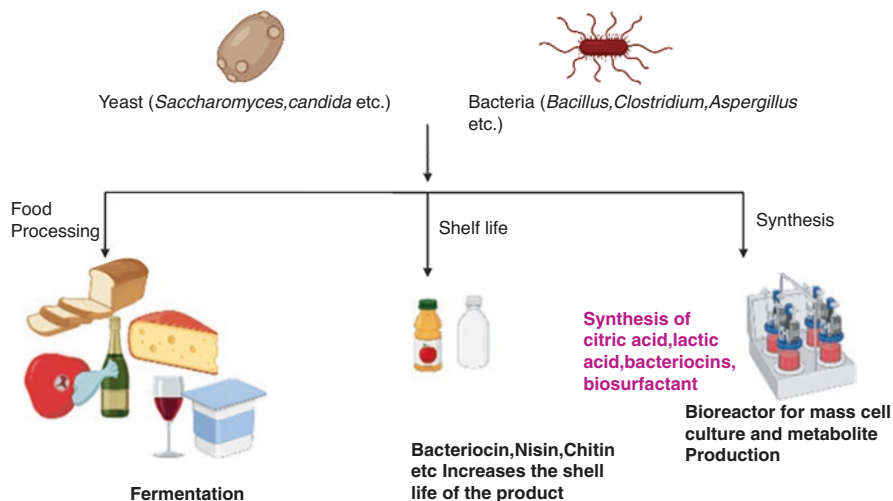 Yeast (Saccharomyces,candida etc.)
Bacteria (Bacillus,Clostridium,Aspergillus
etc.)
Food
Processing
Shelf life
Synthesis
Synthesis of
citric acid,lactic
acid,bacteriocins,
biosurfactant
Bioreactor for mass cell
culture and metabolite
Production
Bacteriocin,Nisin,Chitin
etc Increases the shell
life of the product
Fermentation